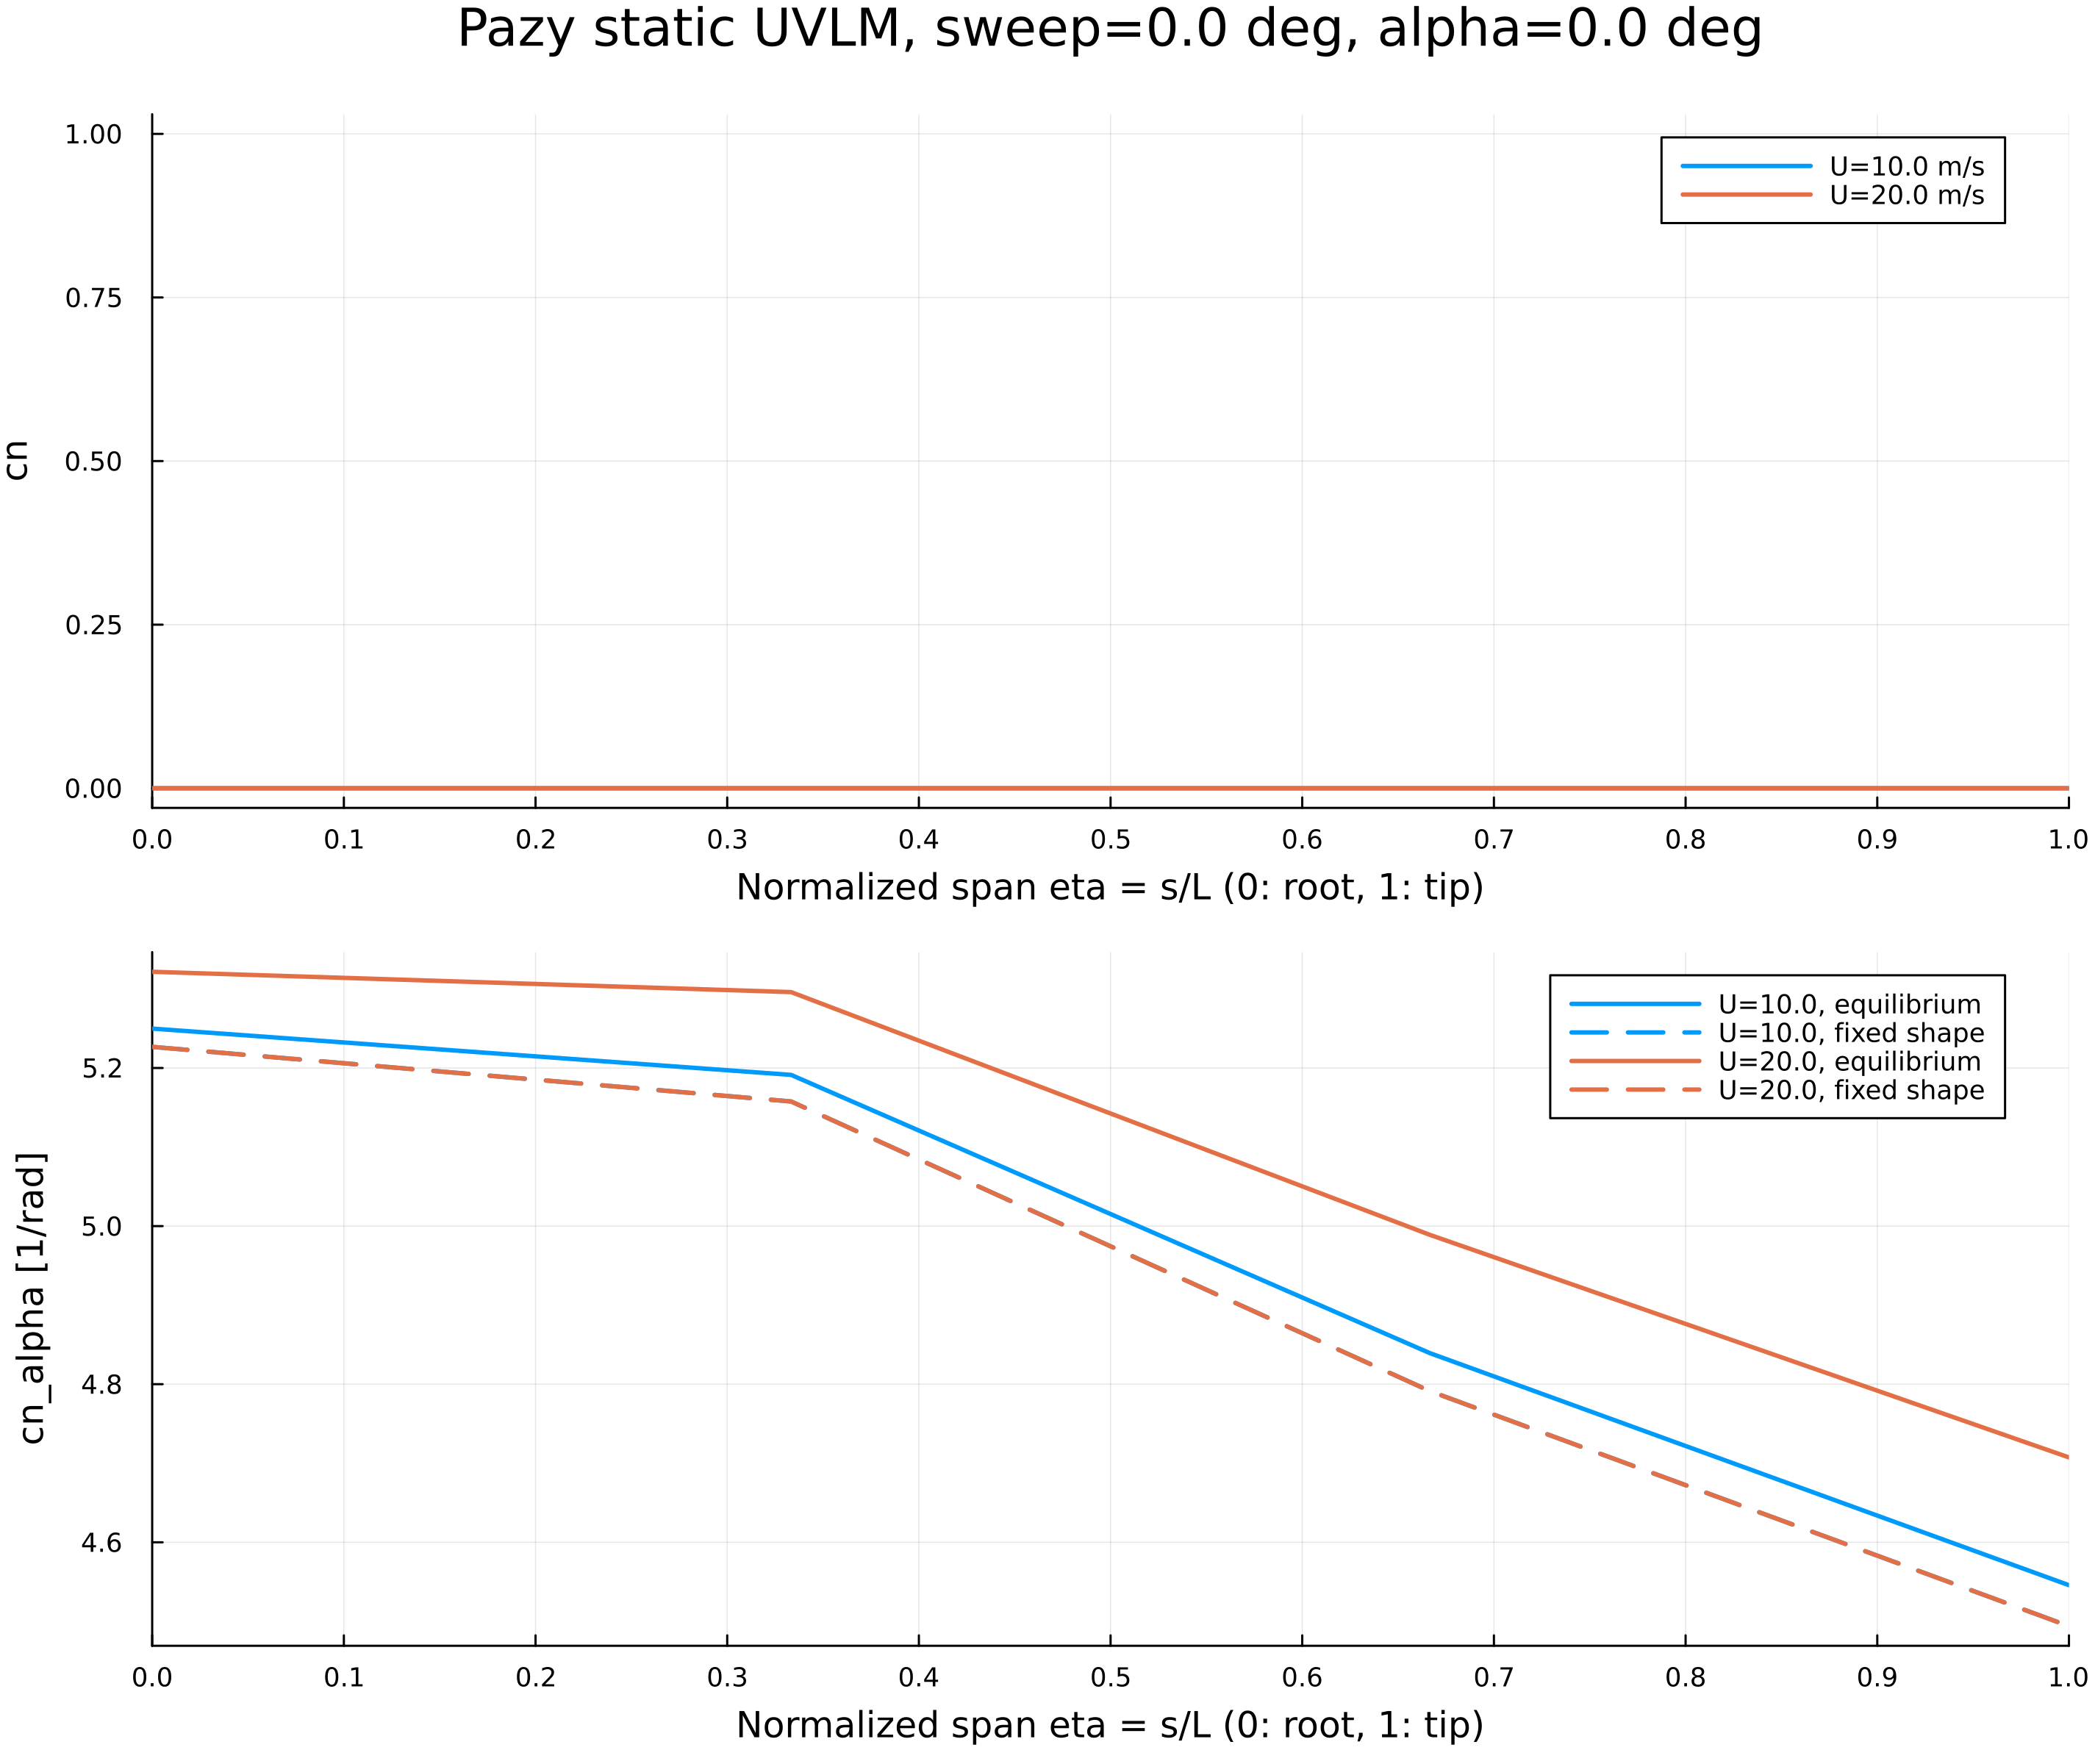 Pazy static UVLM, sweep=0.0 deg, alpha=0.0 deg
1.00
0.75
0.50
0.25
0.00
cn
U=10.0 m/s
U=20.0 m/s
0.0 0.1 0.2 0.3 0.4 0.5 0.6 0.7 0.8 0.9 1.0
Normalized span eta = s/L (0: root, 1: tip)
5.2
5.0
4.8
4.6
cn_alpha [1/rad]
U=10.0, equilibrium
U=10.0, fixed shape
U=20.0, equilibrium
U=20.0, fixed shape
0.0 0.1 0.2 0.3 0.4 0.5 0.6 0.7 0.8 0.9 1.0
Normalized span eta = s/L (0: root, 1: tip)